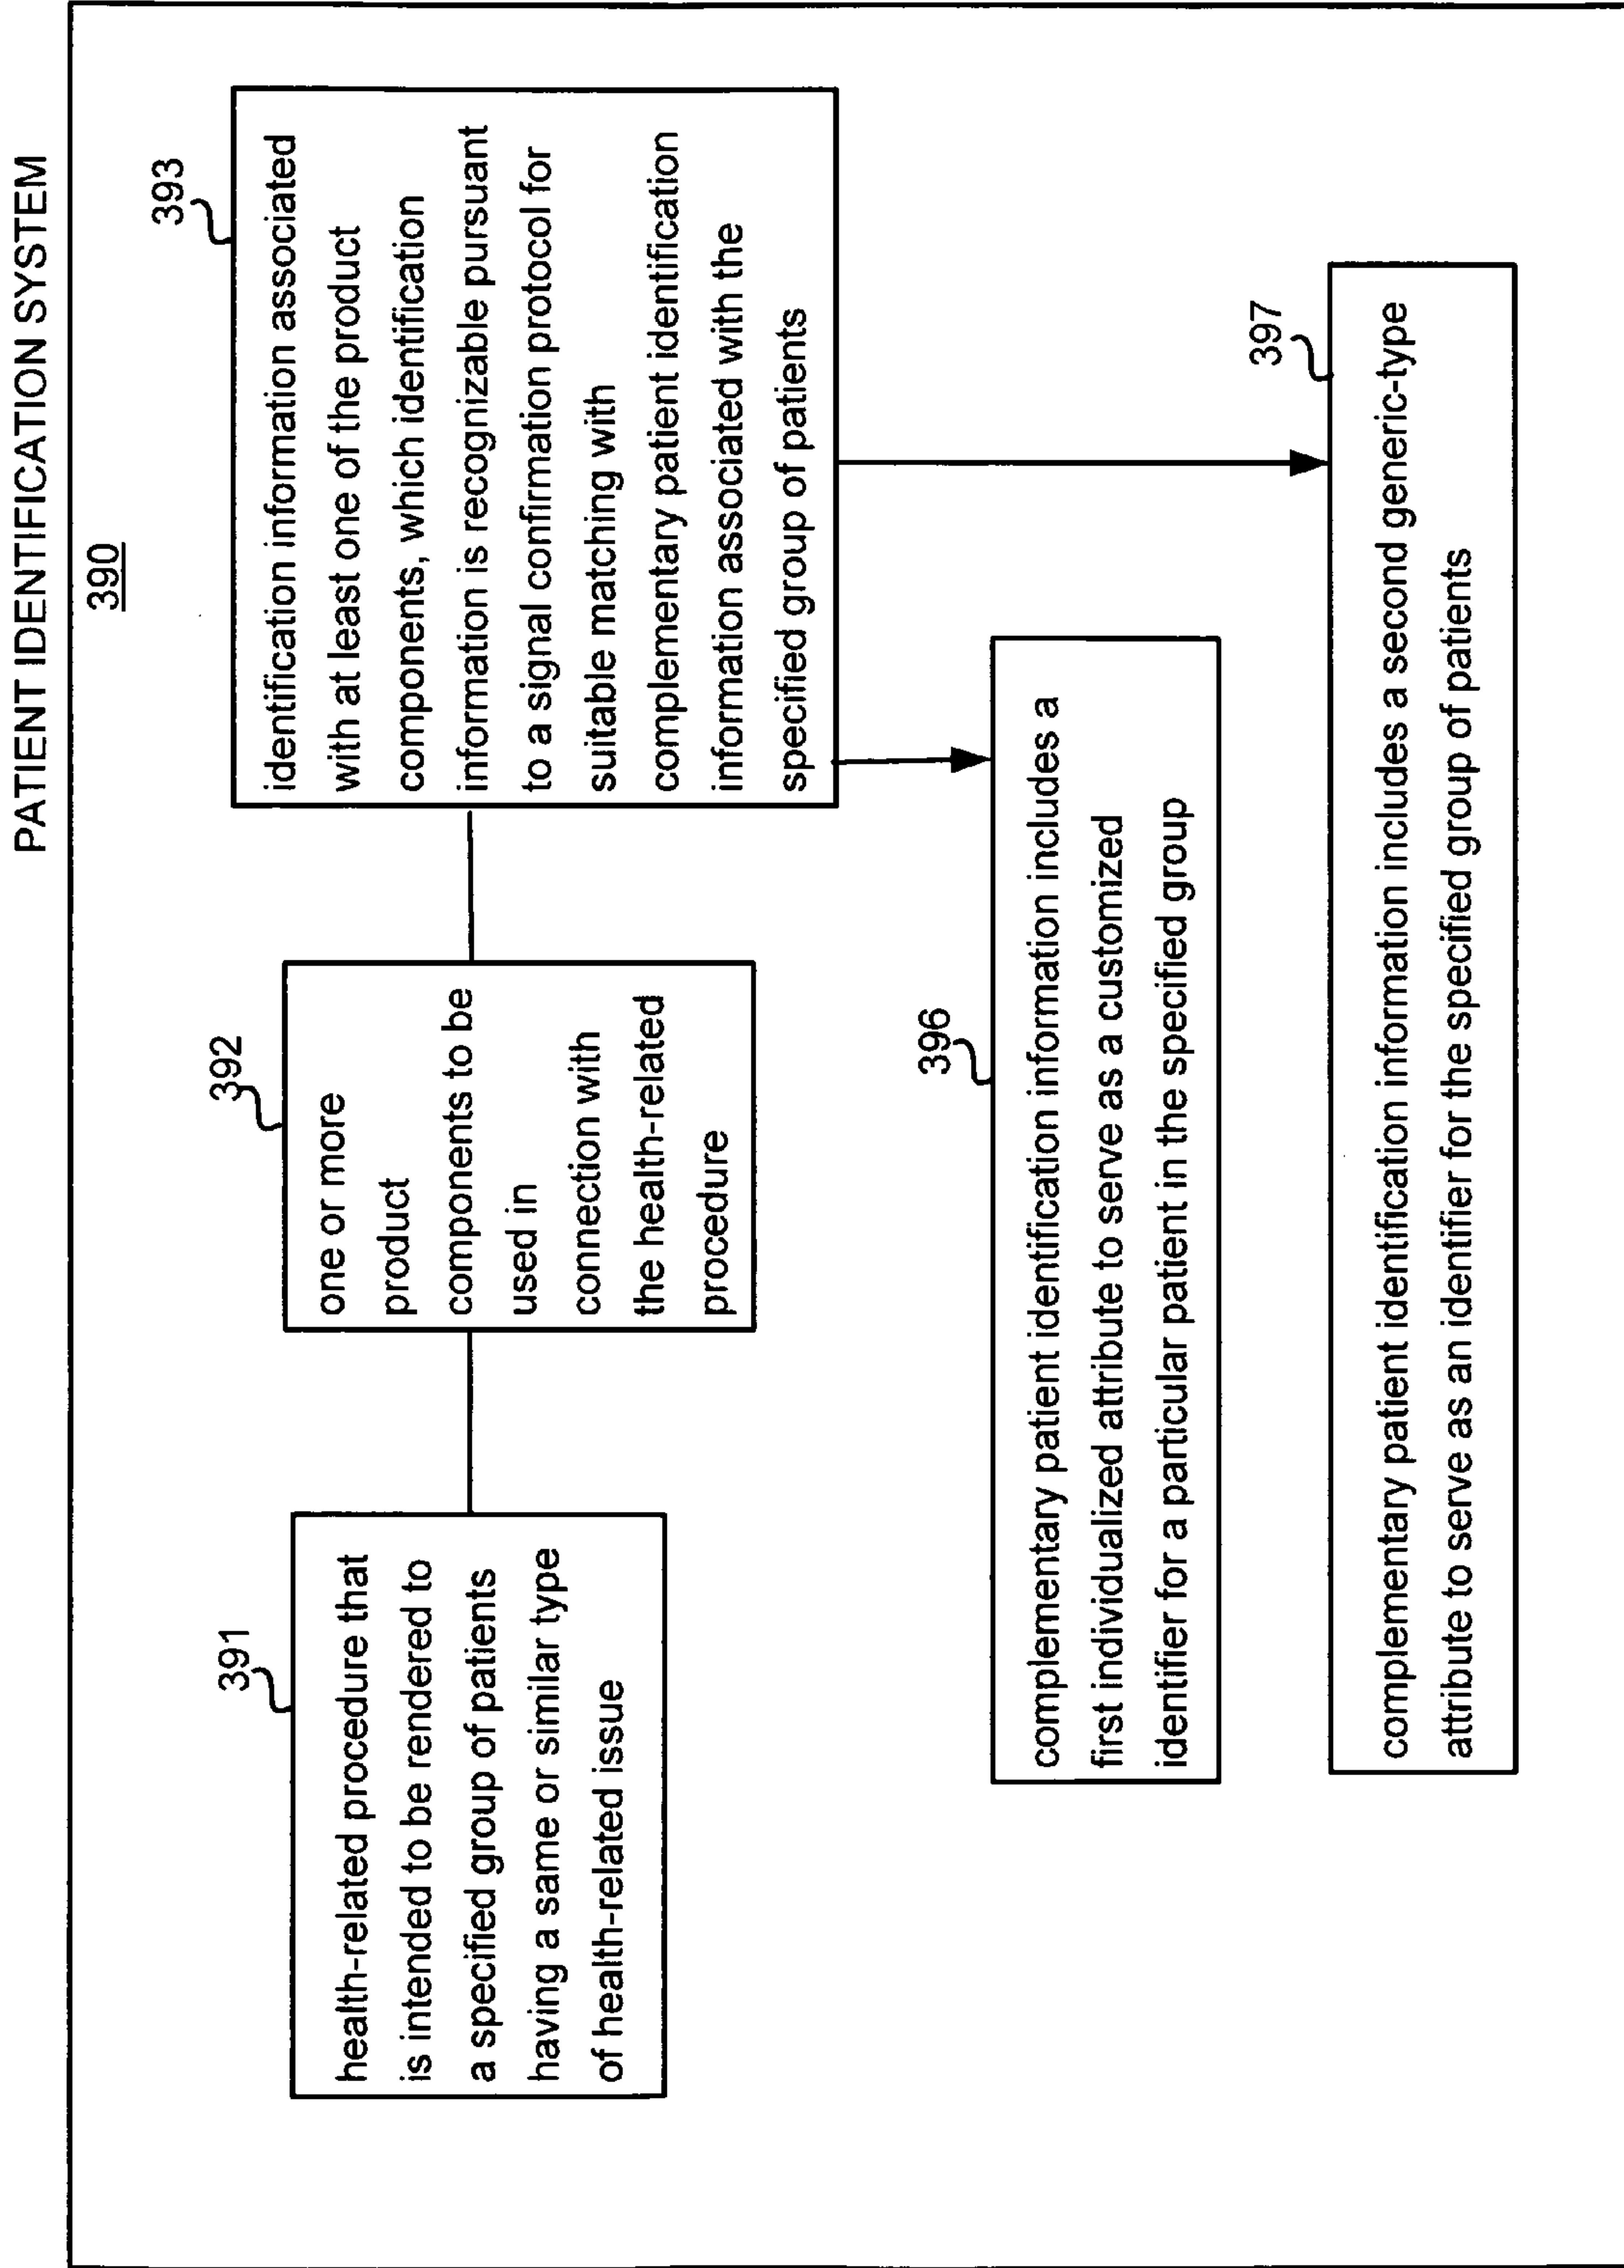 PATIENT IDENTIFICATION SYSTEM
390
391
health-related procedure that
is intended to be rendered to
a specified group of patients
having a same or similar type
of health-related issue
392
one or more
product
components to be
used in
connection with
the health-related
procedure
393
identification information associated
with at least one of the product
components, which identification
information is recognizable pursuant
to a signal confirmation protocol for
suitable matching with
complementary patient identification
information associated with the
specified group of patients
396
complementary patient identification information includes a
first individualized attribute to serve as a customized
identifier for a particular patient in the specified group
397
complementary patient identification information includes a second generic-type
attribute to serve as an identifier for the specified group of patients